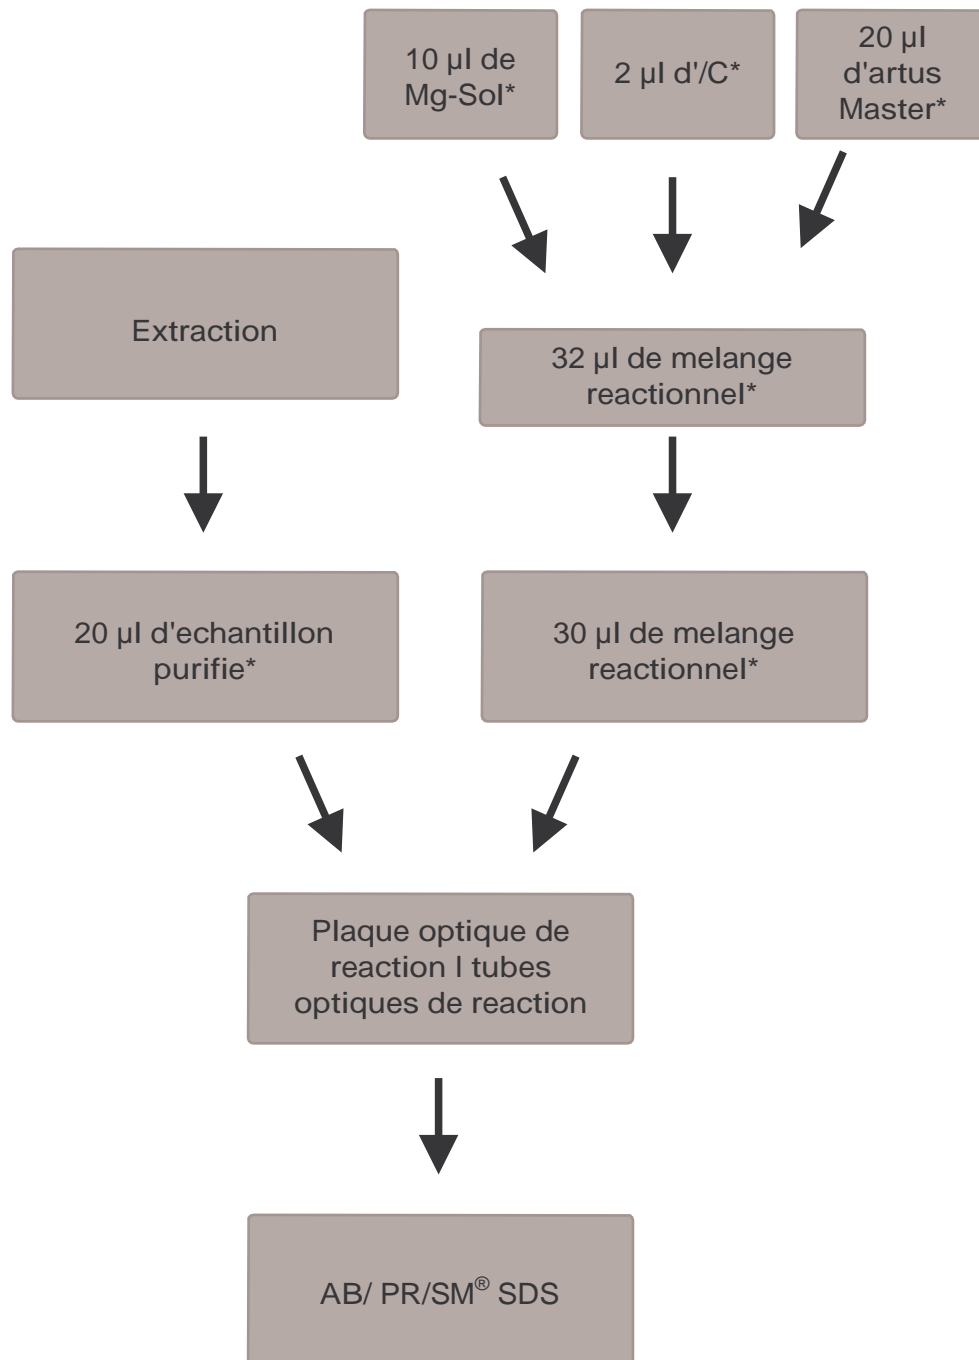 10 µl de
Mg-Sol*
2 µl d'/C*
20 µl
d'artus
Master*
Extraction
32 µl de melange
reactionnel*
20 µl d'echantillon
purifie*
30 µl de melange
reactionnel*
Plaque optique de
reaction I tubes
optiques de reaction
AB/ PR/SM® SDS